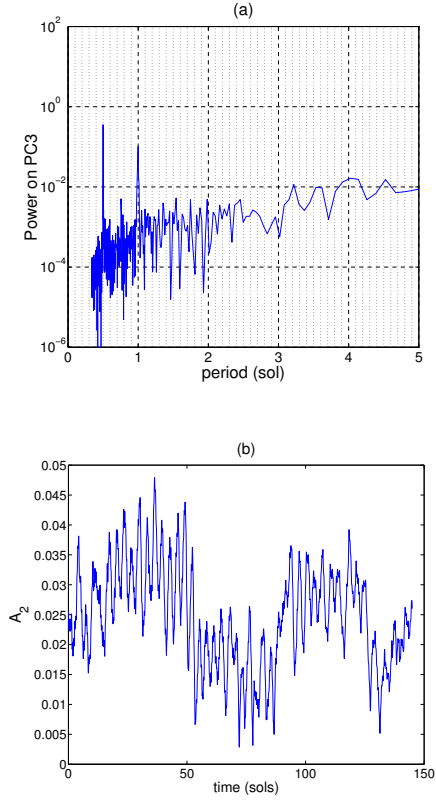 (a)
10^2
10^0
10^-2
10^-4
10^-6
Power on PC3
0 1 2 3 4 5
period (sol)
(b)
0.05
0.045
0.04
0.035
0.03
0.025
0.02
0.015
0.01
0.005
0
A_2
0 50 100 150
time (sols)